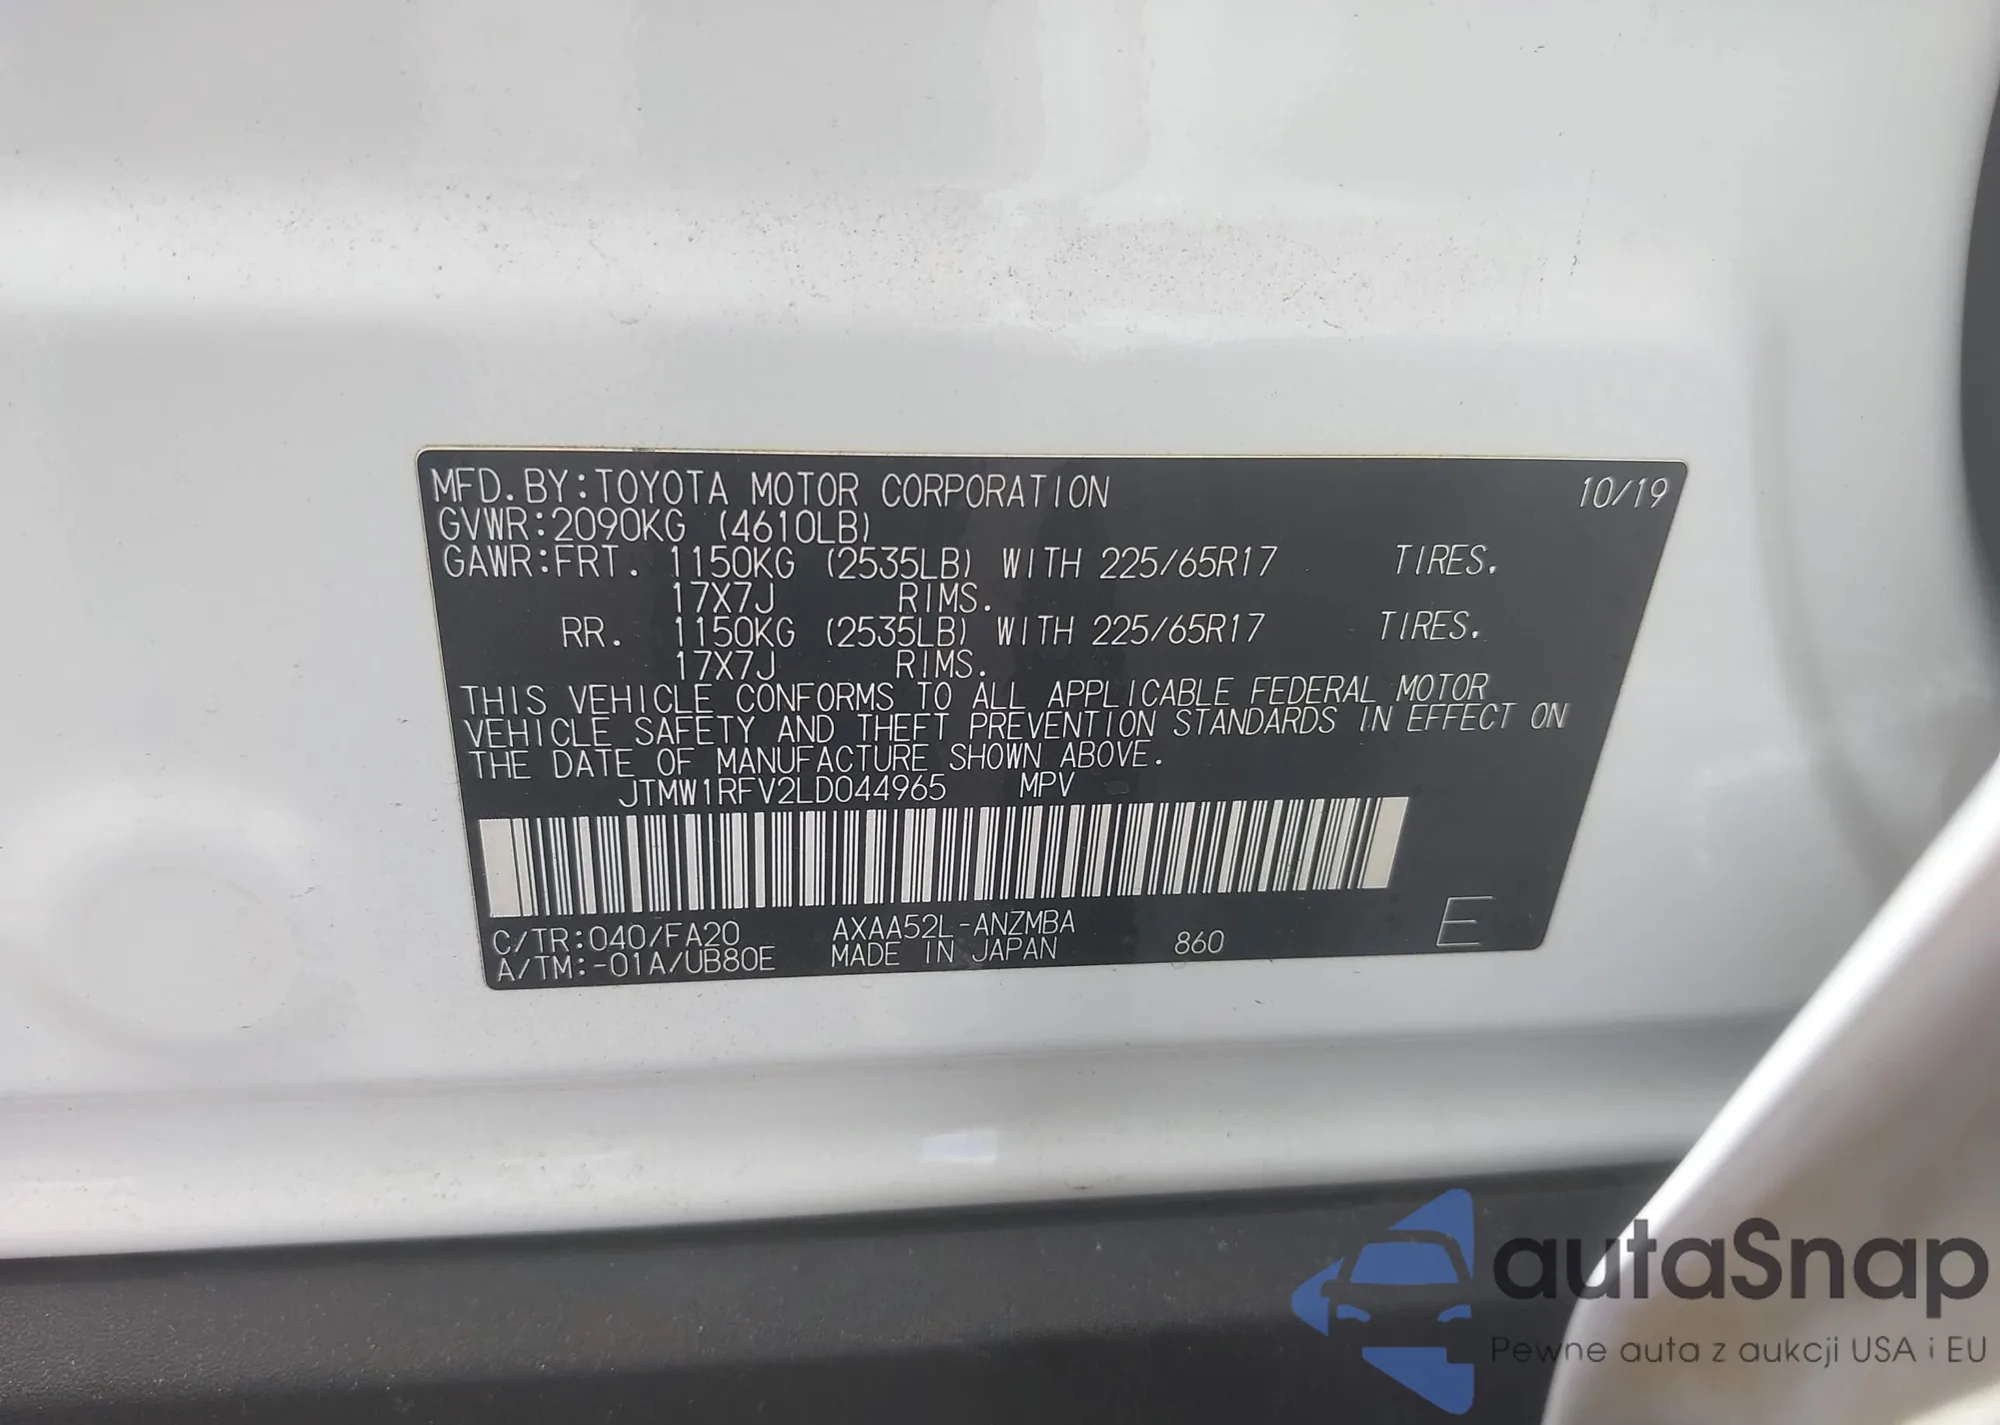 MFD.BY:TOYOTA MOTOR CORPORATION 10/19
GVWR:2090KG (4610LB)
GAWR:FRT. 1150KG (2535LB) WITH 225/65R17 TIRES.
17X7J RIMS.
RR. 1150KG (2535LB) WITH 225/65R17 TIRES.
17X7J RIMS.
THIS VEHICLE CONFORMS TO ALL APPLICABLE FEDERAL MOTOR
VEHICLE SAFETY AND THEFT PREVENTION STANDARDS IN EFFECT ON
THE DATE OF MANUFACTURE SHOWN ABOVE.
JTMW1RFV2LD044965 MPV
C/TR:040/FA20 AXAA52L-ANZMBA
A/TM:-01A/UB80E MADE IN JAPAN 860 E
autaSnap
Pewne auta z aukcji USA i EU